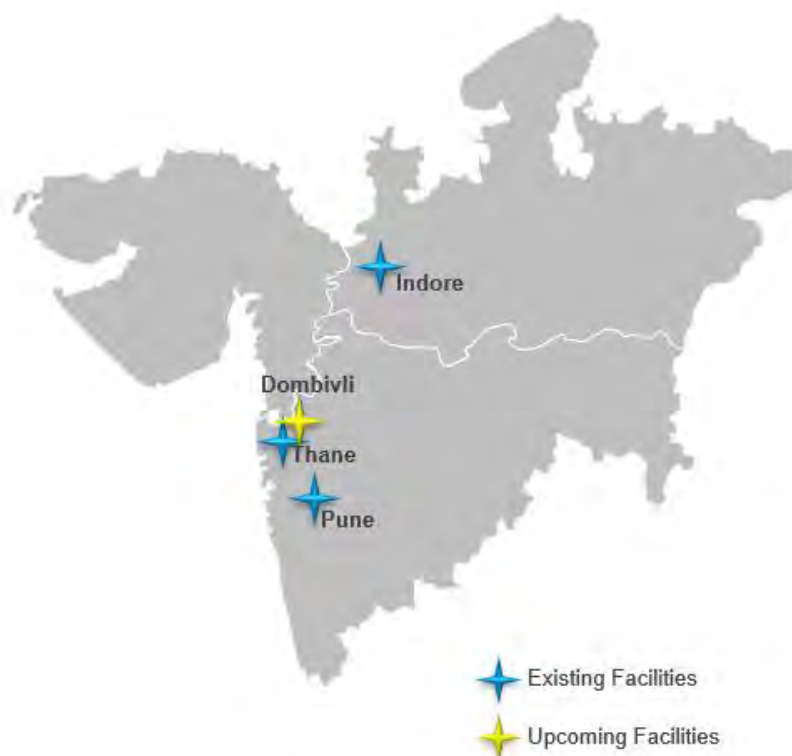 Indore
Dombivli
Thane
Pune
Existing Facilities
Upcoming Facilities